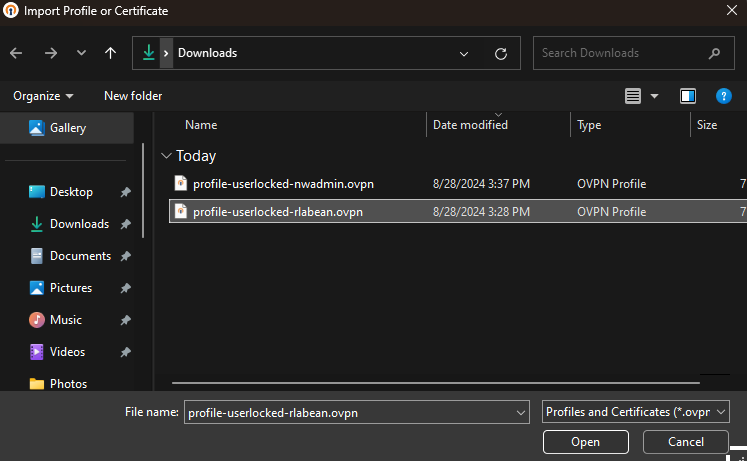 Import Profile or Certificate
Downloads
Search Downloads
Organize New folder
Gallery
Name Date modified Type Size
Today
profile-userlocked-nwadmin.ovpn 8/28/2024 3:37 PM OVPN Profile 7
profile-userlocked-rlabean.ovpn 8/28/2024 3:28 PM OVPN Profile 7
Desktop
Downloads
Documents
Pictures
Music
Videos
Photos
File name: profile-userlocked-rlabean.ovpn Profiles and Certificates (*.ovpn
Open Cancel